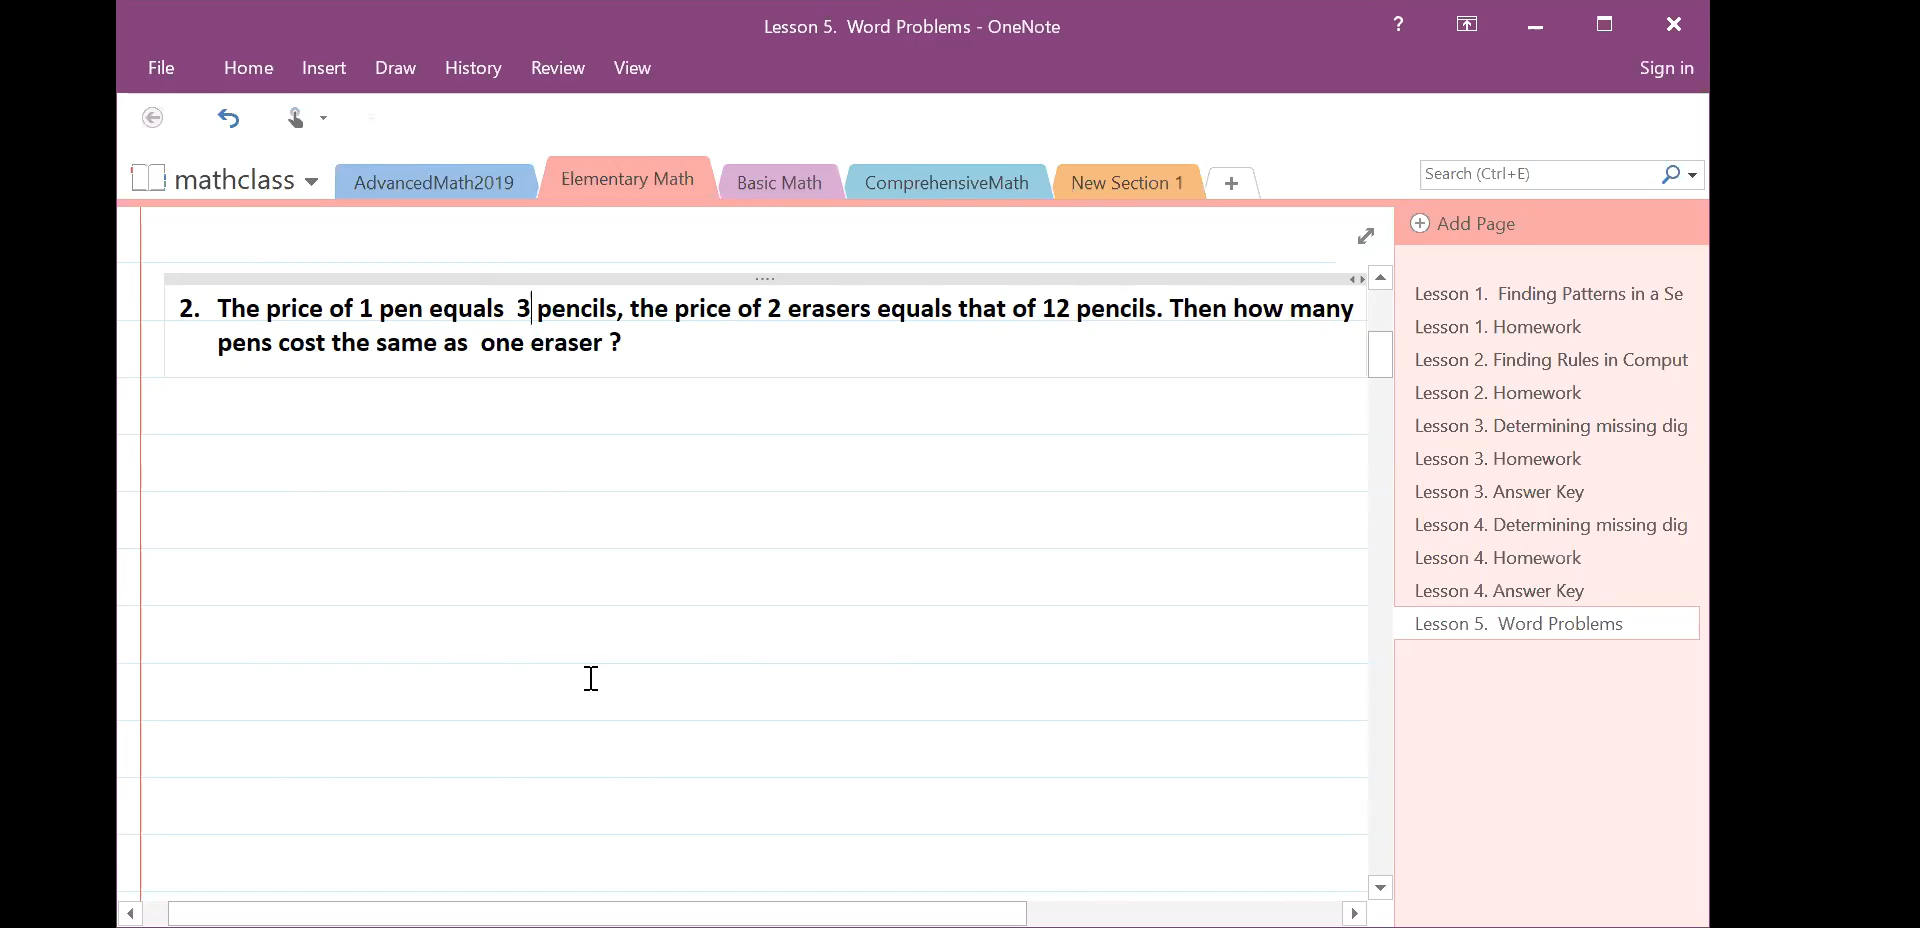 Lesson 5.  Word Problems - OneNote
?
File Home Insert Draw History Review View
Sign in
mathclass
AdvancedMath2019
Elementary Math
Basic Math
ComprehensiveMath
New Section 1
+
Search (Ctrl+E)
Add Page
2. The price of 1 pen equals  3 pencils, the price of 2 erasers equals that of 12 pencils. Then how many
pens cost the same as  one eraser ?
Lesson 1.  Finding Patterns in a Se
Lesson 1. Homework
Lesson 2. Finding Rules in Comput
Lesson 2. Homework
Lesson 3. Determining missing dig
Lesson 3. Homework
Lesson 3. Answer Key
Lesson 4. Determining missing dig
Lesson 4. Homework
Lesson 4. Answer Key
Lesson 5.  Word Problems